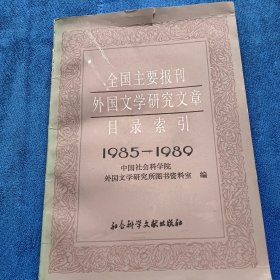 全国主要报刊
外国文学研究文章
目录索引
1985—1989
中国社会科学院
外国文学研究所图书资料室 编
社会科学文献出版社